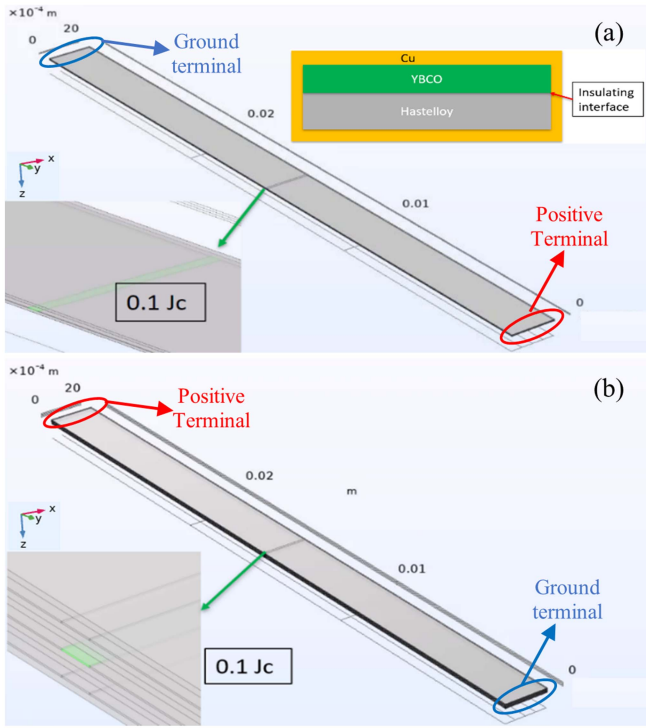 ×10⁻⁴ m
0
20
Ground
terminal
(a)
Cu
YBCO
Hastelloy
Insulating
interface
0.02
x
y
z
0.01
Positive
Terminal
0.1 Jc
0
(b)
×10⁻⁴ m
0
20
Positive
Terminal
0.02
m
x
y
z
0.01
Ground
terminal
0.1 Jc
0